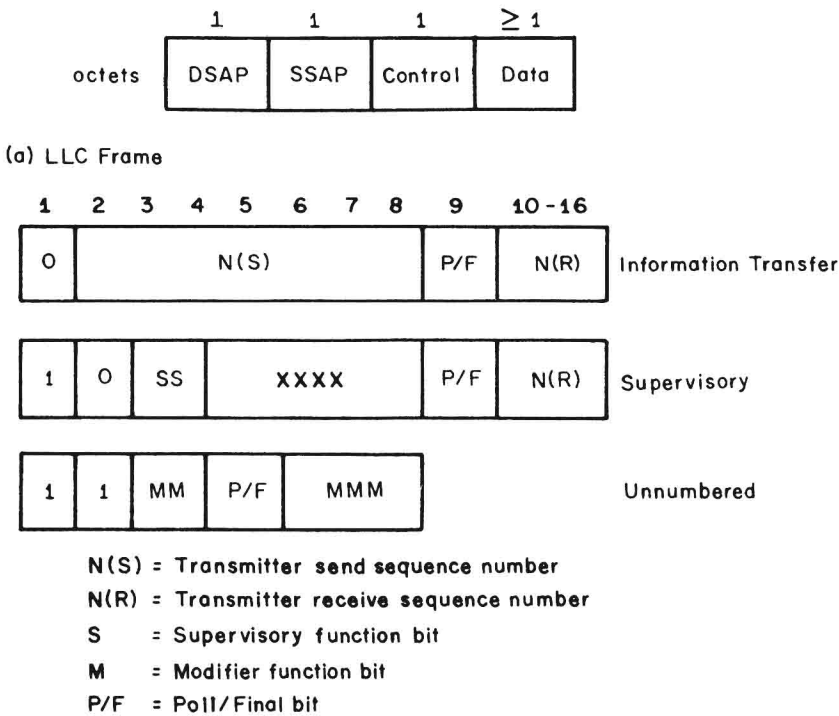 1 1 1 ≥ 1
octets DSAP SSAP Control Data
(a) LLC Frame
1 2 3 4 5 6 7 8 9 10-16
0 N(S) P/F N(R) Information Transfer
1 0 SS XXXX P/F N(R) Supervisory
1 1 MM P/F MMM Unnumbered
N(S) = Transmitter send sequence number
N(R) = Transmitter receive sequence number
S = Supervisory function bit
M = Modifier function bit
P/F = Poll/Final bit